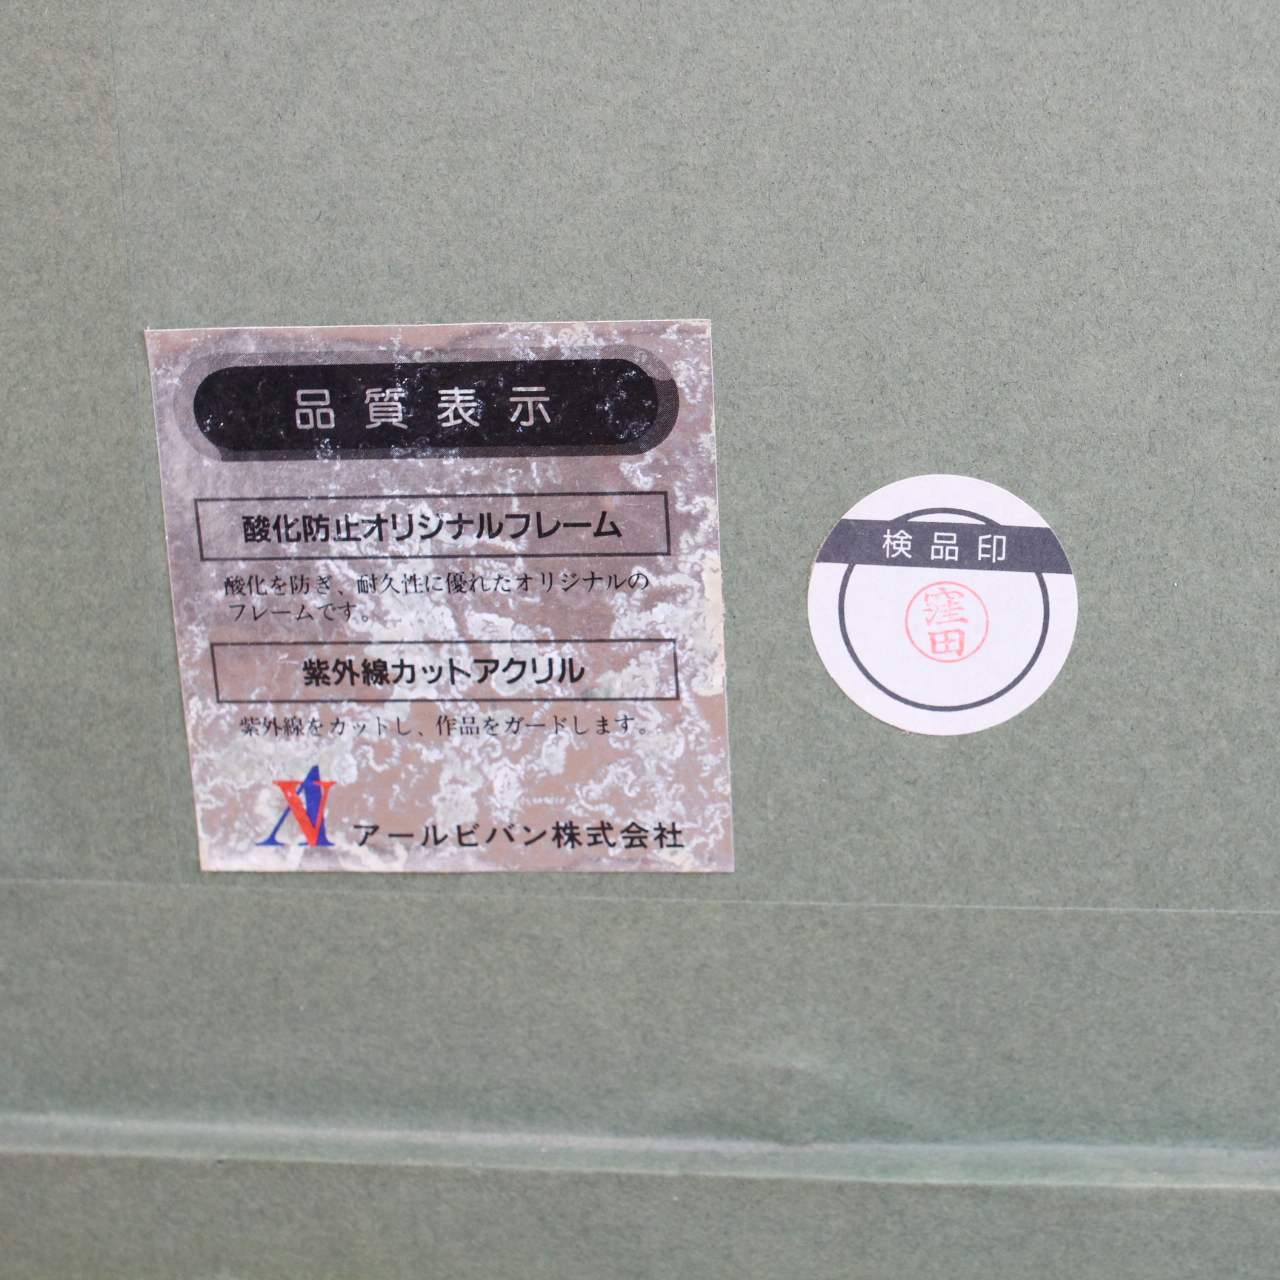 品質表示
酸化防止オリジナルフレーム
酸化を防ぎ、耐久性に優れたオリジナルの
フレームです。
紫外線カットアクリル
紫外線をカットし、作品をガードします。
AV アールビバン株式会社
検品印
窪田